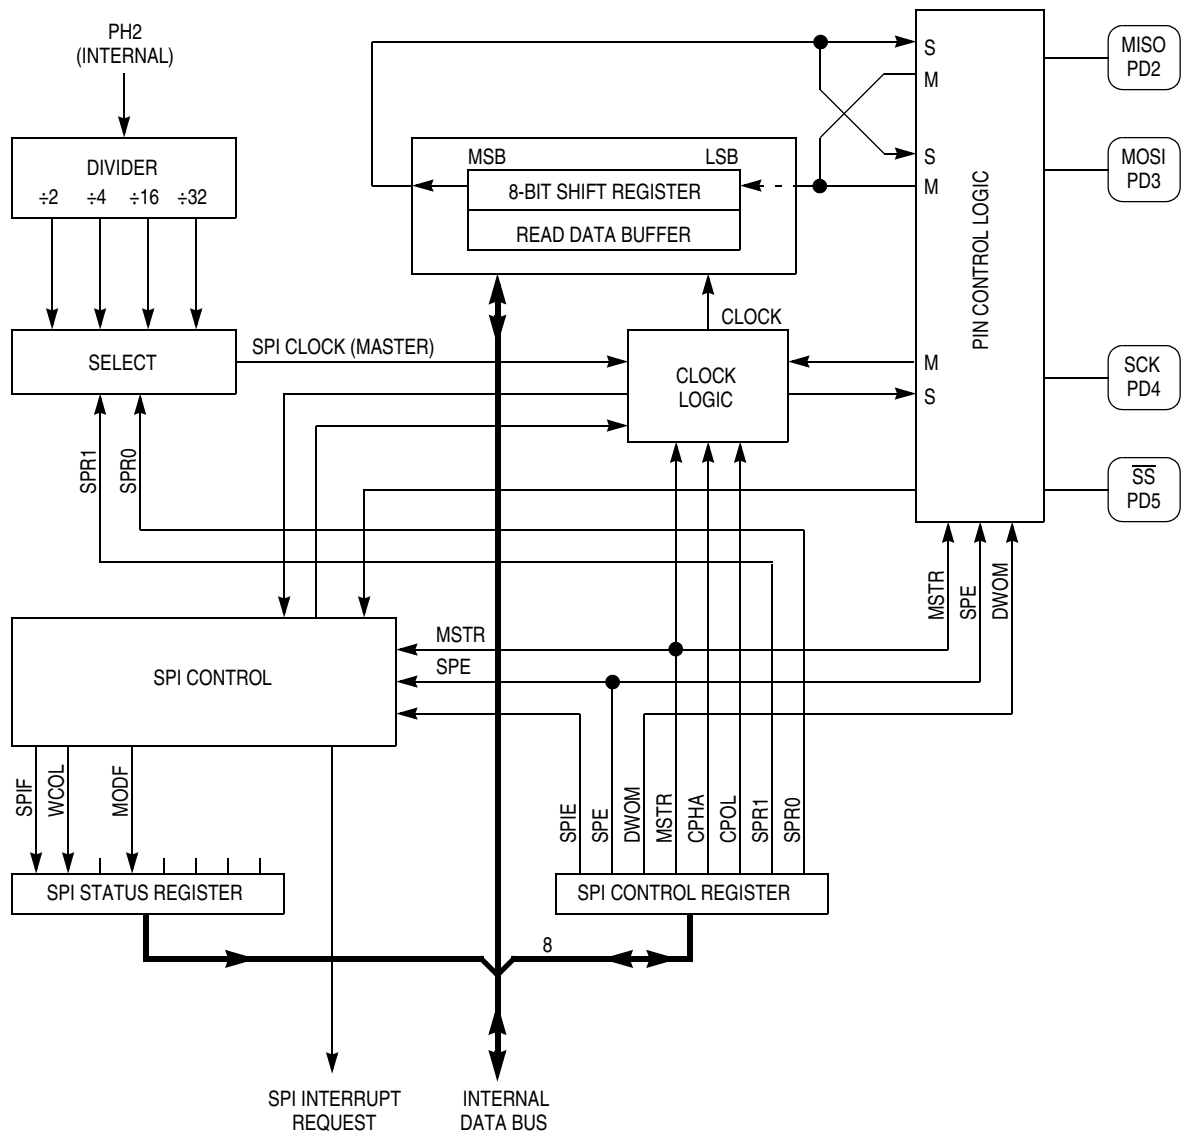 PH2
(INTERNAL)
DIVIDER
÷2 ÷4 ÷16 ÷32
SELECT
SPR1
SPR0
SPI CLOCK (MASTER)
MSB LSB
8-BIT SHIFT REGISTER
READ DATA BUFFER
CLOCK
CLOCK
LOGIC
S
M
S
M
M
S
PIN CONTROL LOGIC
MISO
PD2
MOSI
PD3
SCK
PD4
SS
PD5
MSTR
SPE
DWOM
SPI CONTROL
MSTR
SPE
SPIF
WCOL
MODF
SPI STATUS REGISTER
SPIE
SPE
DWOM
MSTR
CPHA
CPOL
SPR1
SPR0
SPI CONTROL REGISTER
8
SPI INTERRUPT
REQUEST
INTERNAL
DATA BUS